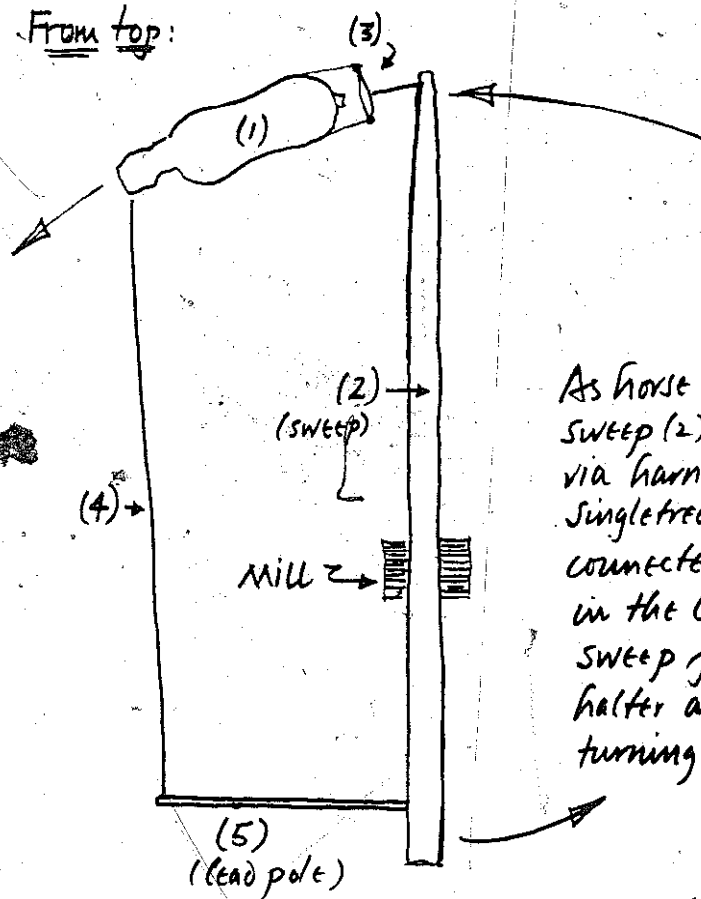 From top:
(3)
(1)
(2)
(sweep)
(4)
Mill
(5)
(lead pole)
As horse
sweep (2)
via harn
Singletree
connecte
in the
sweep
halter a
turning